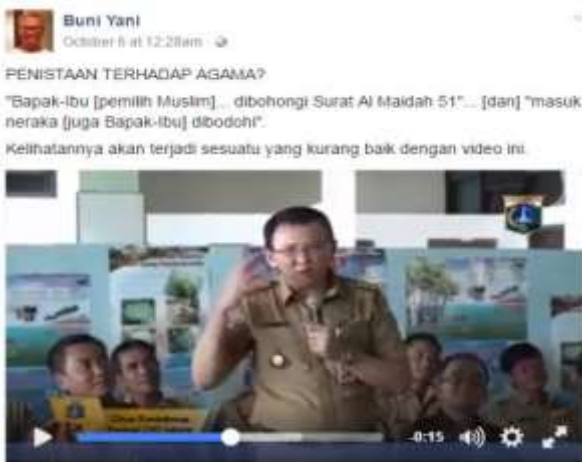 Buni Yani
October 6 at 12:28am
PENISTAAN TERHADAP AGAMA?
"Bapak-Ibu [pemilih Muslim]... dibohongi Surat Al Maidah 51"... [dan] "masuk
neraka [juga Bapak-Ibu] dibodohi".
Kelihatannya akan terjadi sesuatu yang kurang baik dengan video ini.
-0:15